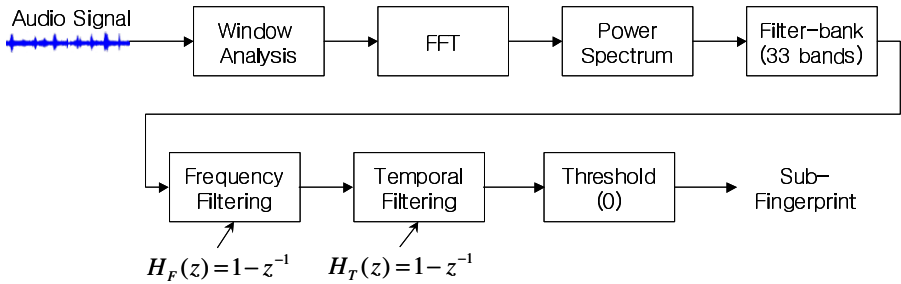 Audio Signal
Window
Analysis
FFT
Power
Spectrum
Filter-bank
(33 bands)
Frequency
Filtering
Temporal
Filtering
Threshold
(0)
Sub-
Fingerprint
H_F(z)=1-z^{-1}
H_T(z)=1-z^{-1}